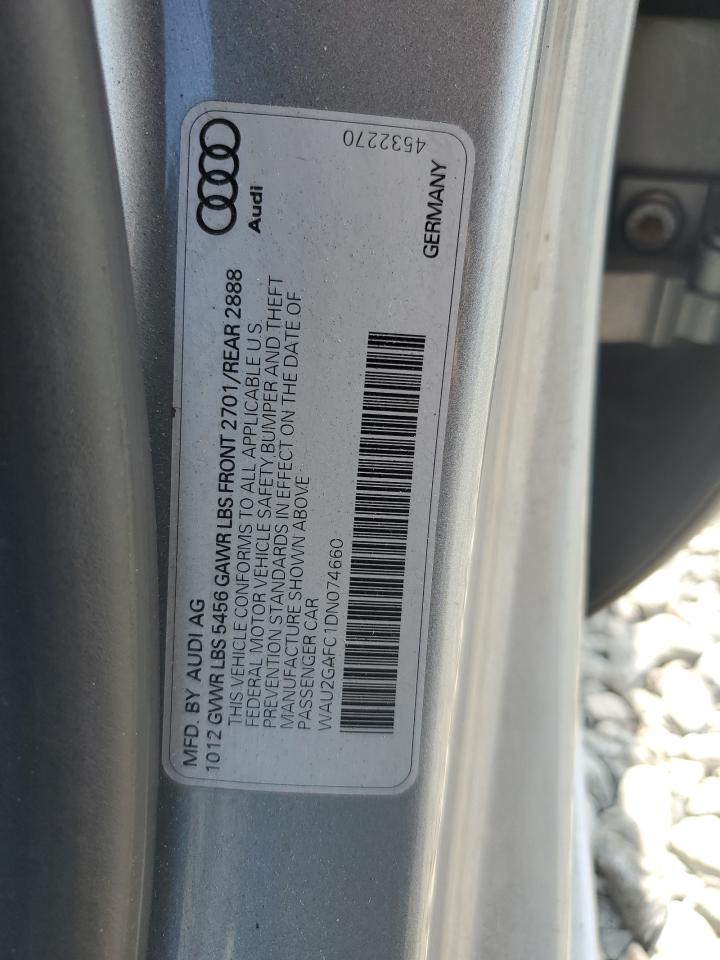 MFD. BY AUDI AG
1012 GVWR LBS 5456 GAWR LBS FRONT 2701/REAR 2888
THIS VEHICLE CONFORMS TO ALL APPLICABLE U.S.
FEDERAL MOTOR VEHICLE SAFETY,BUMPER AND THEFT
PREVENTION STANDARDS IN EFFECT ON THE DATE OF
MANUFACTURE SHOWN ABOVE
PASSENGER CAR
WAU2GAFC1DN074660
Audi
GERMANY
4532270